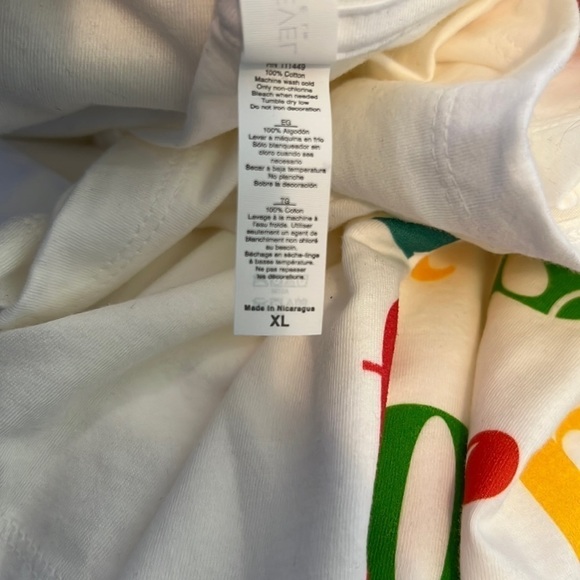 RN 111449
100% Cotton
Machine wash cold
Only non-chlorine
Bleach when needed
Tumble dry low
Do not iron decoration
EG
100% Algodón
Lavar a máquina en frío
Sólo blanqueador sin
cloro cuando sea
necesario
Secar a baja temperatura
No planche
Sobre la decoración
TG
100% Coton
Lavage à la machine à
l'eau froide. Utiliser
seulement un agent de
blanchiment non chloré
au besoin.
Séchage en sèche-linge
à basse température.
Ne pas repasser
les décorations.
Made in Nicaragua
XL